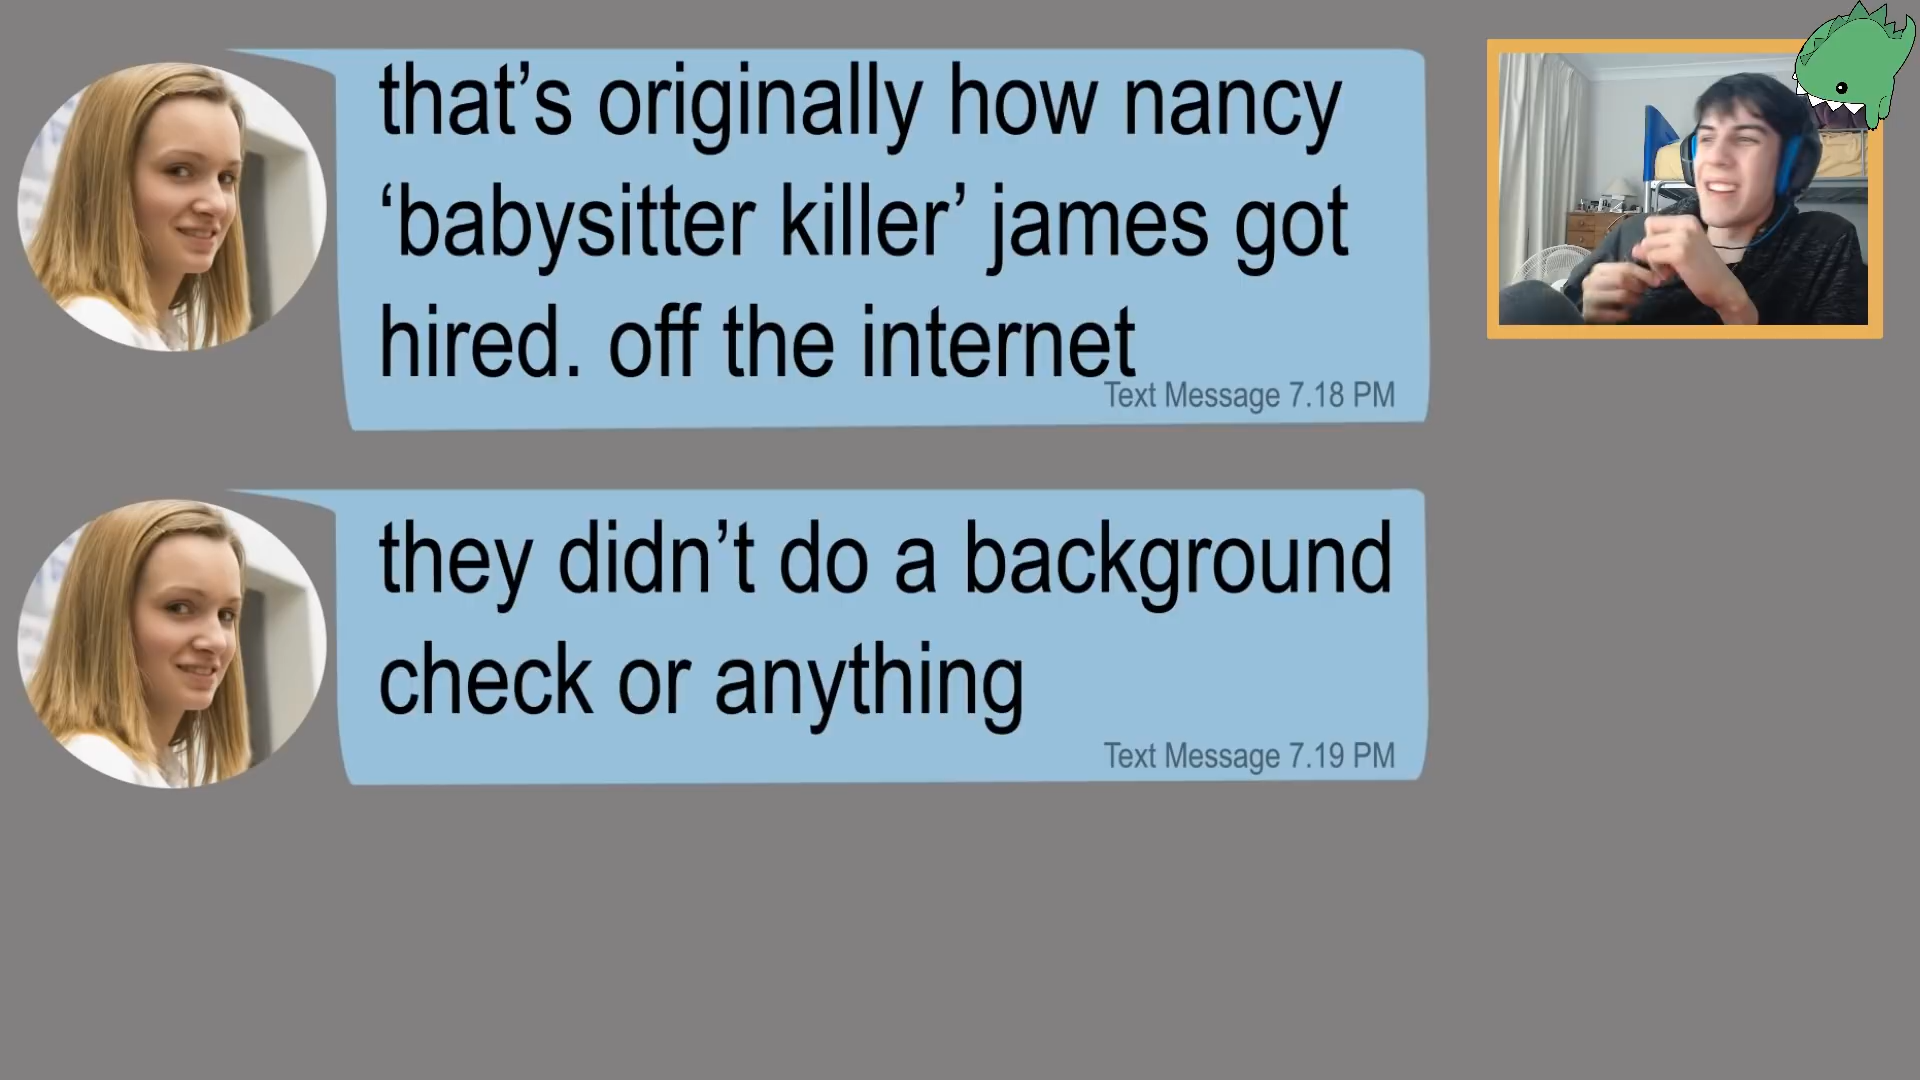 that’s originally how nancy
‘babysitter killer’ james got
hired. off the internet
Text Message 7.18 PM
they didn’t do a background
check or anything
Text Message 7.19 PM